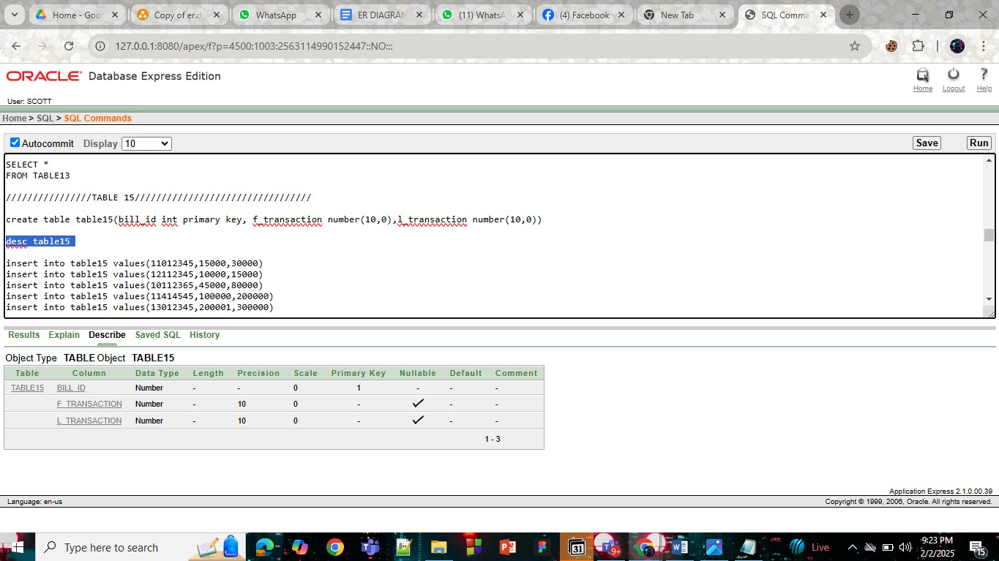 Home - Goo
Copy of er.d
WhatsApp
ER DIAGRAM
(11) WhatsA
(4) Facebook
New Tab
SQL Comma
127.0.0.1:8080/apex/f?p=4500:1003:2563114990152447::NO:::
ORACLE Database Express Edition
Home Logout Help
User: SCOTT
Home > SQL > SQL Commands
Autocommit Display 10 Save Run
SELECT *
FROM TABLE13
////////////////TABLE 15/////////////////////////////////
create table table15(bill_id int primary key, f_transaction number(10,0),l_transaction number(10,0))
desc table15
insert into table15 values(11012345,15000,30000)
insert into table15 values(12112345,10000,15000)
insert into table15 values(10112365,45000,80000)
insert into table15 values(11414545,100000,200000)
insert into table15 values(13012345,200001,300000)
Results Explain Describe Saved SQL History
Object Type TABLE Object TABLE15
Table Column Data Type Length Precision Scale Primary Key Nullable Default Comment
TABLE15 BILL_ID Number - - 0 1 - - -
F_TRANSACTION Number - 10 0 - ✓ - -
L_TRANSACTION Number - 10 0 - ✓ - -
1 - 3
Application Express 2.1.0.00.39
Language: en-us
Copyright © 1999, 2006, Oracle. All rights reserved.
Type here to search
31
9+
Live
9:23 PM
2/2/2025
15